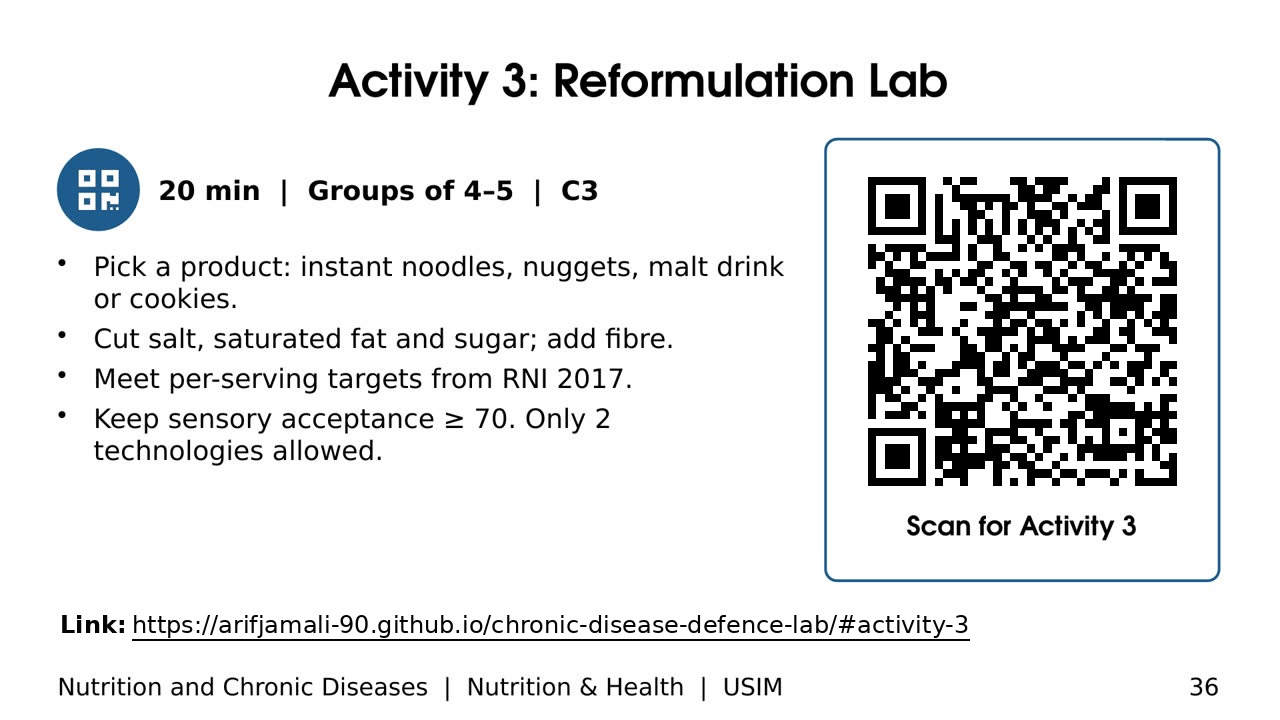 Activity 3: Reformulation Lab
20 min | Groups of 4–5 | C3
• Pick a product: instant noodles, nuggets, malt drink
or cookies.
• Cut salt, saturated fat and sugar; add fibre.
• Meet per-serving targets from RNI 2017.
• Keep sensory acceptance ≥ 70. Only 2
technologies allowed.
Scan for Activity 3
Link: https://arifjamali-90.github.io/chronic-disease-defence-lab/#activity-3
Nutrition and Chronic Diseases | Nutrition & Health | USIM
36